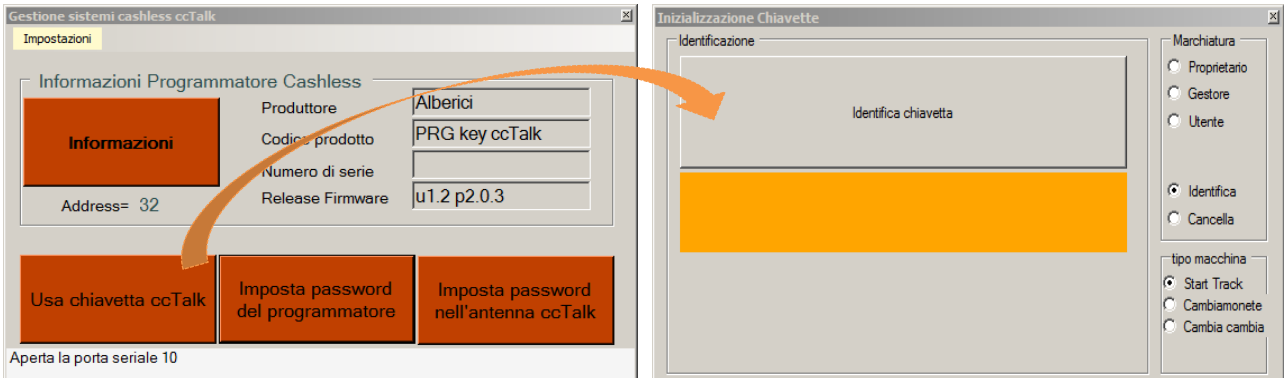 Gestione sistemi cashless ccTalk
Impostazioni
Informazioni Programmatore Cashless
Informazioni
Address= 32
Produttore
Alberici
Codice prodotto
PRG key ccTalk
Numero di serie
Release Firmware
u1.2 p2.0.3
Usa chiavetta ccTalk
Imposta password
del programmatore
Imposta password
nell'antenna ccTalk
Aperta la porta seriale 10
Inizializzazione Chiavette
Identificazione
Identifica chiavetta
Marchiatura
Proprietario
Gestore
Utente
Identifica
Cancella
tipo macchina
Start Track
Cambiamonete
Cambia cambia